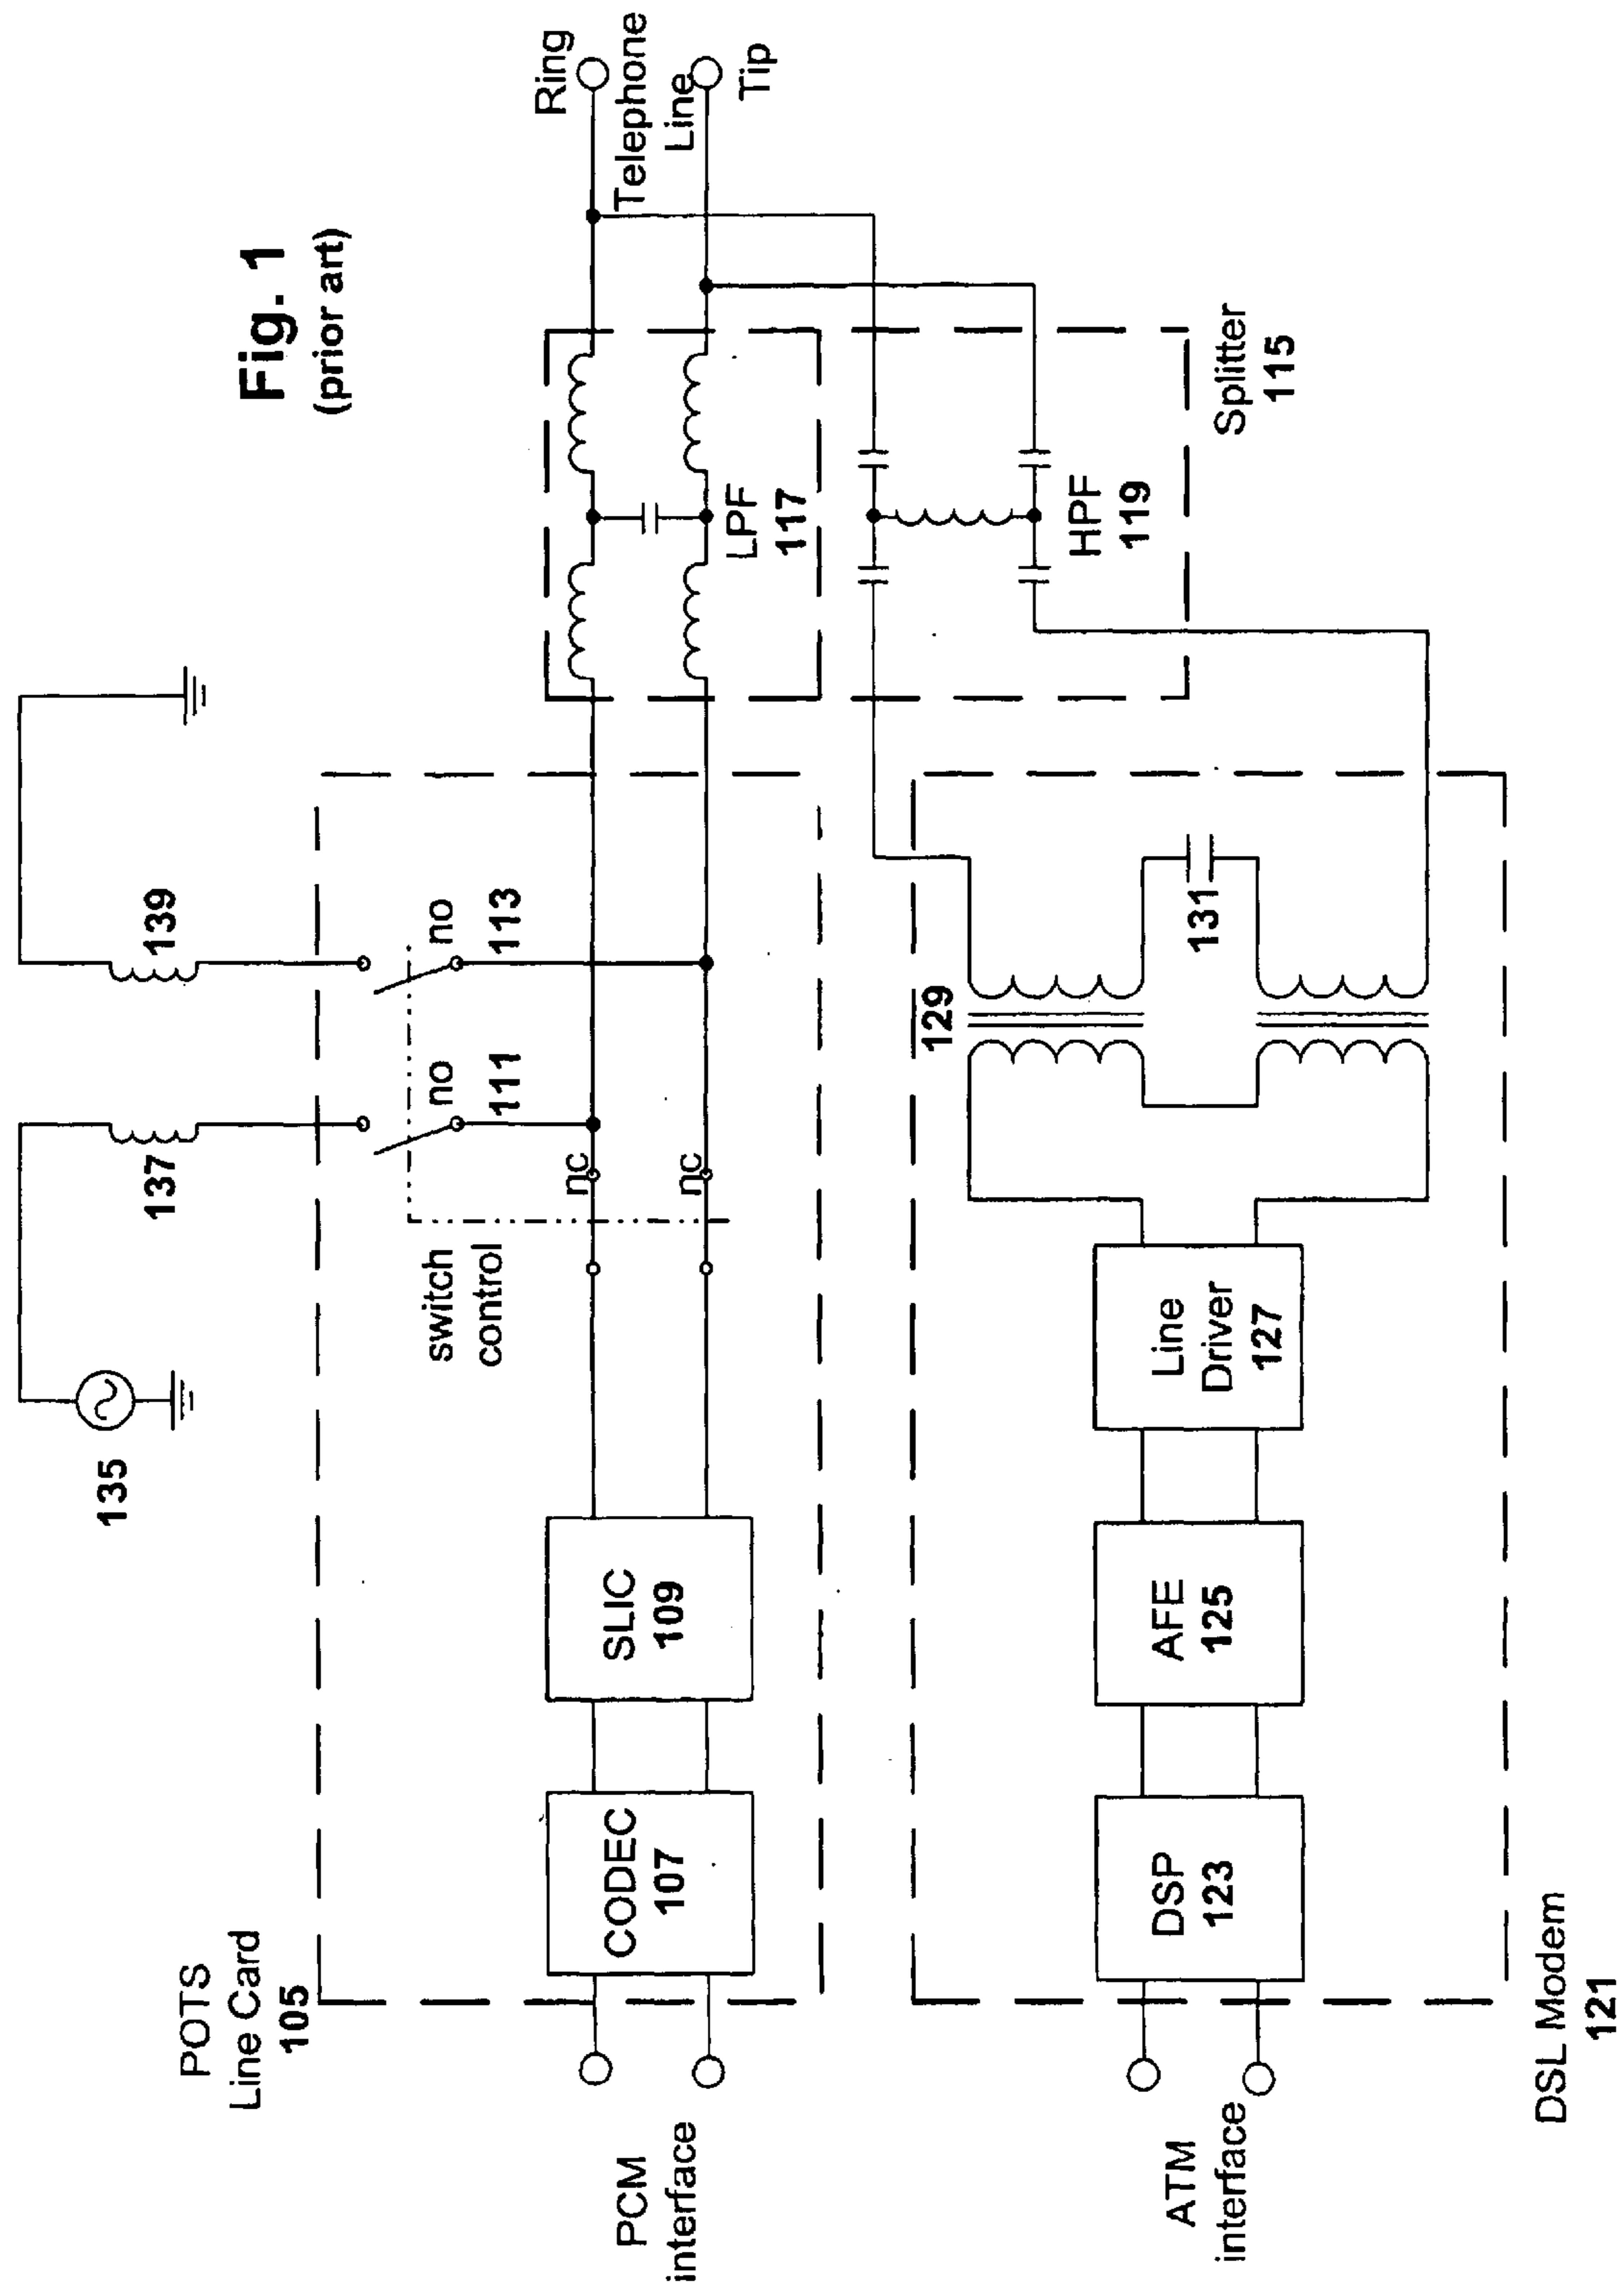 Fig. 1
(prior art)
135
137
139
POTS
Line Card
105
switch
control
no
111
no
113
nc
nc
PCM
interface
CODEC
107
SLIC
109
LPF
117
Ring
Telephone
Line
Tip
HPF
119
Splitter
115
ATM
interface
DSP
123
AFE
125
Line
Driver
127
129
131
DSL Modem
121